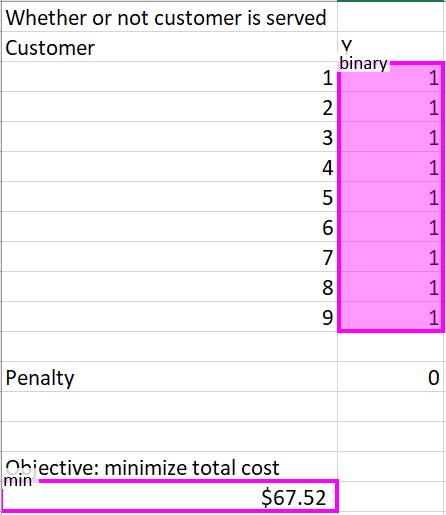 Whether or not customer is served
Customer Y
binary
1 1
2 1
3 1
4 1
5 1
6 1
7 1
8 1
9 1
Penalty 0
Objective: minimize total cost
min
$67.52